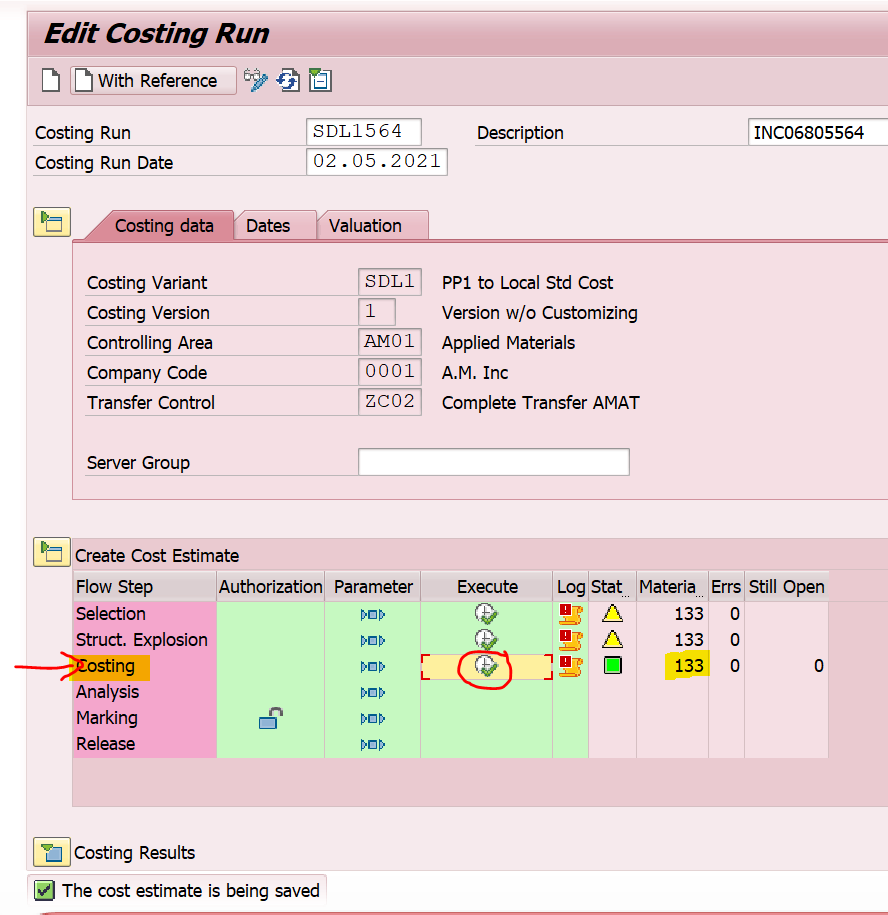 Edit Costing Run
With Reference
Costing Run SDL1564 Description INC06805564
Costing Run Date 02.05.2021
Costing data Dates Valuation
Costing Variant SDL1 PP1 to Local Std Cost
Costing Version 1 Version w/o Customizing
Controlling Area AM01 Applied Materials
Company Code 0001 A.M. Inc
Transfer Control ZC02 Complete Transfer AMAT
Server Group
Create Cost Estimate
Flow Step Authorization Parameter Execute Log Stat... Materia... Errs Still Open
Selection 133 0
Struct. Explosion 133 0
Costing 133 0 0
Analysis
Marking
Release
Costing Results
The cost estimate is being saved